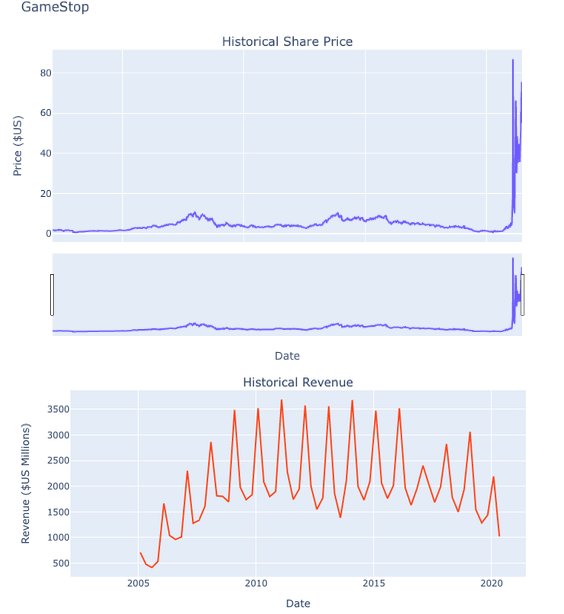 GameStop
Historical Share Price
80
60
40
20
0
Price ($US)
Date
Historical Revenue
3500
3000
2500
2000
1500
1000
500
Revenue ($US Millions)
2005 2010 2015 2020
Date